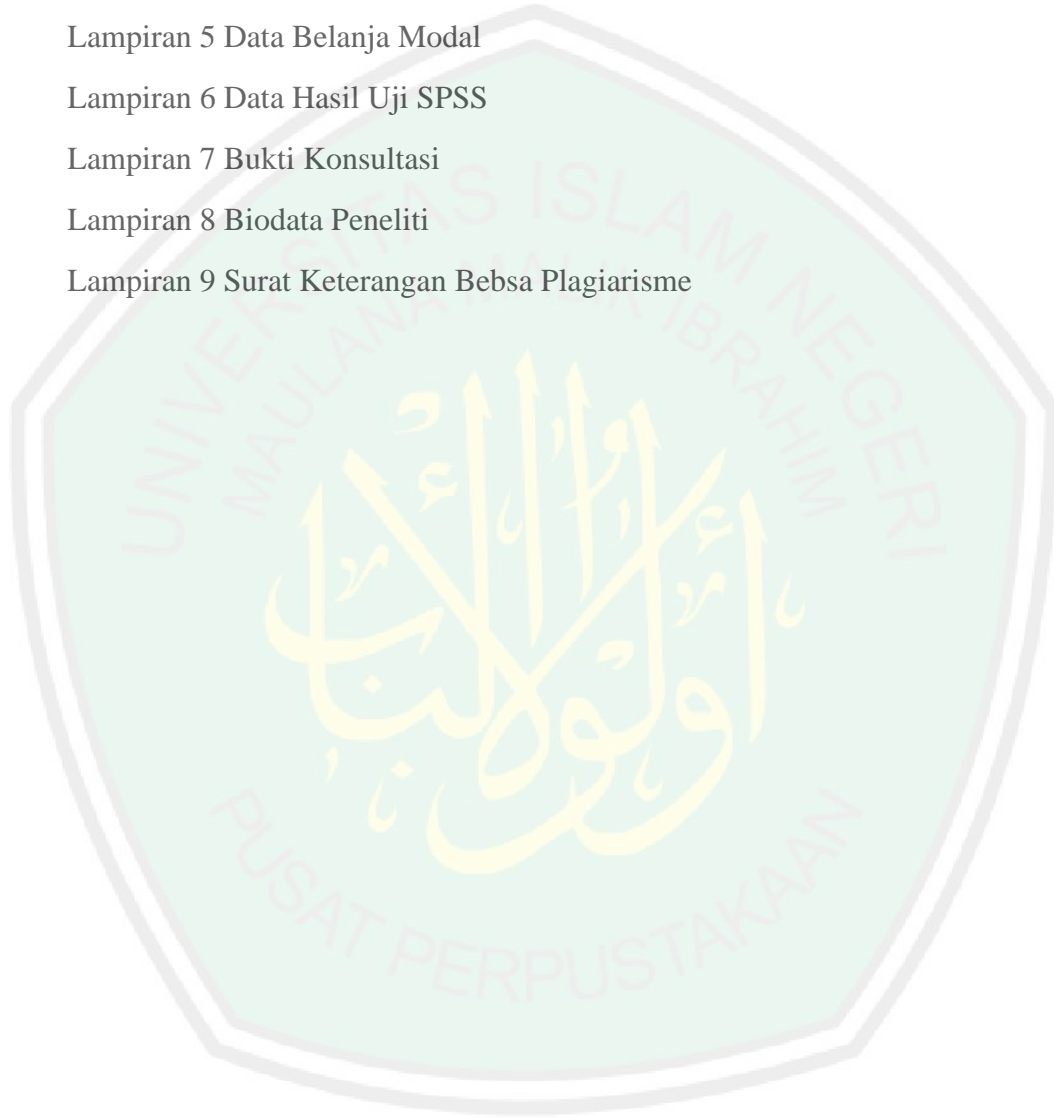 Lampiran 5 Data Belanja Modal
Lampiran 6 Data Hasil Uji SPSS
Lampiran 7 Bukti Konsultasi
Lampiran 8 Biodata Peneliti
Lampiran 9 Surat Keterangan Bebsa Plagiarisme
UNIVERSITAS ISLAM NEGERI
MAULANA MALIK IBRAHIM
أولوا الألباب
PUSAT PERPUSTAKAAN